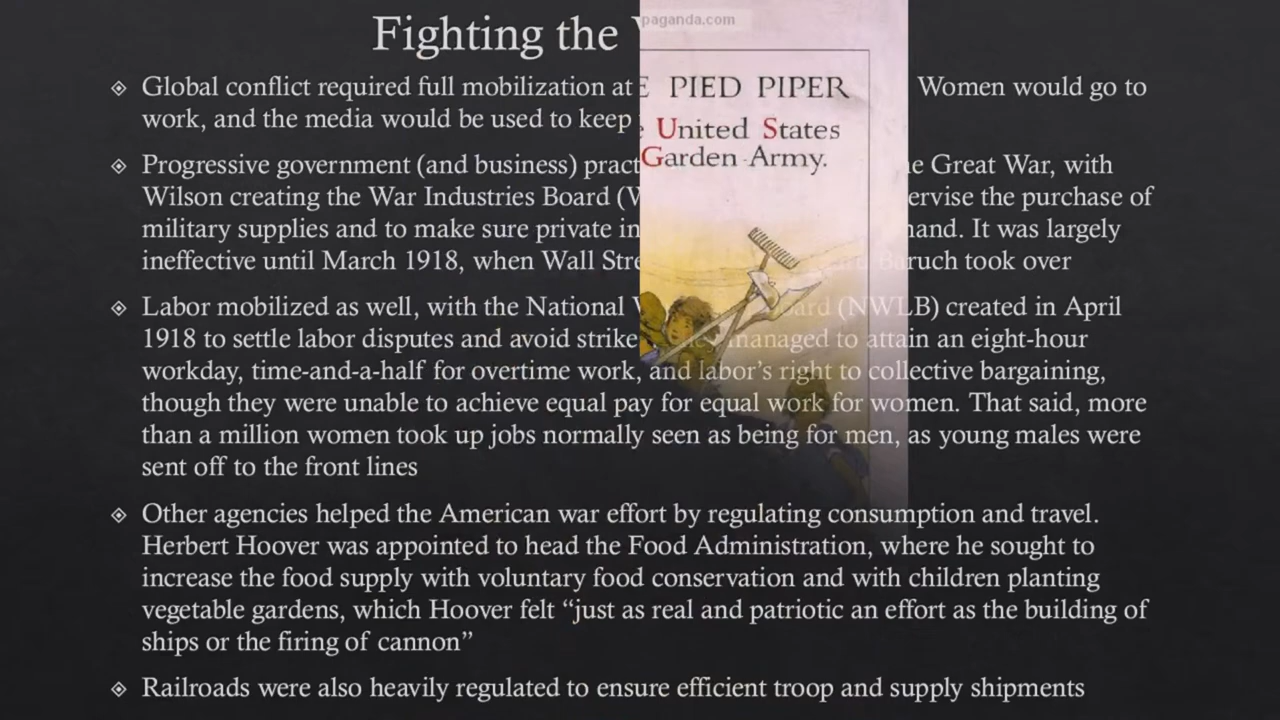 Fighting the
paganda.com
PIED PIPER
United States
Garden Army.
Global conflict required full mobilization at Women would go to
work, and the media would be used to keep
Progressive government (and business) Great War, with
Wilson creating the War Industries Board the purchase of
military supplies and to make sure private It was largely
ineffective until March 1918, when Wall Baruch took over
Labor mobilized as well, with the National (NWLB) created in April
1918 to settle labor disputes and avoid managed to attain an eight-hour
workday, time-and-a-half for overtime work, and labor’s right to collective bargaining,
though they were unable to achieve equal pay for equal work for women. That said, more
than a million women took up jobs normally seen as being for men, as young males were
sent off to the front lines
Other agencies helped the American war effort by regulating consumption and travel.
Herbert Hoover was appointed to head the Food Administration, where he sought to
increase the food supply with voluntary food conservation and with children planting
vegetable gardens, which Hoover felt “just as real and patriotic an effort as the building of
ships or the firing of cannon”
Railroads were also heavily regulated to ensure efficient troop and supply shipments